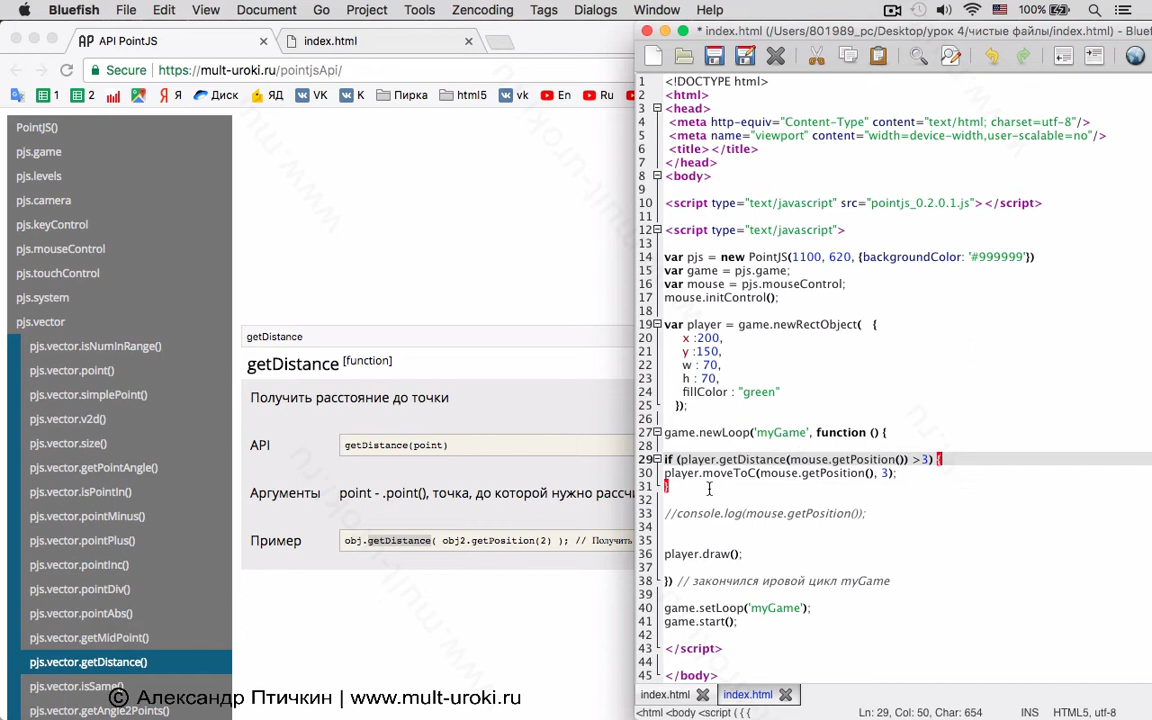 Bluefish File Edit View Document Go Project Tools Encoding Tags Dialogs Window Help 100%
API PointJS
index.html
* index.html (/Users/801989_pc/Desktop/урок 4/чистые файлы/index.html) - Bluef
Secure https://mult-uroki.ru/pointjsApi/
1 2 Я Диск ЯД VK K Пирка html5 vk En Ru
PointJS()
pjs.game
pjs.levels
pjs.camera
pjs.keyControl
pjs.mouseControl
pjs.touchControl
pjs.system
pjs.vector
pjs.vector.isNumInRange()
pjs.vector.point()
pjs.vector.simplePoint()
pjs.vector.v2d()
pjs.vector.size()
pjs.vector.getPointAngle()
pjs.vector.isPointIn()
pjs.vector.pointMinus()
pjs.vector.pointPlus()
pjs.vector.pointInc()
pjs.vector.pointDiv()
pjs.vector.pointAbs()
pjs.vector.getMidPoint()
pjs.vector.getDistance()
pjs.vector.isSame()
pjs.vector.getAngle2Points()
getDistance
getDistance [function]
Получить расстояние до точки
API getDistance(point)
Аргументы point - .point(), точка, до которой нужно рассчи
Пример obj.getDistance( obj2.getPosition(2) ); // Получить
1 <!DOCTYPE html>
2 <html>
3 <head>
4 <meta http-equiv="Content-Type" content="text/html; charset=utf-8"/>
5 <meta name="viewport" content="width=device-width,user-scalable=no"/>
6 <title></title>
7 </head>
8 <body>
9
10 <script type="text/javascript" src="pointjs_0.2.0.1.js"></script>
11
12 <script type="text/javascript">
13
14 var pjs = new PointJS(1100, 620, {backgroundColor: '#999999'})
15 var game = pjs.game;
16 var mouse = pjs.mouseControl;
17 mouse.initControl();
18
19 var player = game.newRectObject( {
20 x :200,
21 y :150,
22 w : 70,
23 h : 70,
24 fillColor : "green"
25 });
26
27 game.newLoop('myGame', function () {
28
29 if (player.getDistance(mouse.getPosition()) >3) {
30 player.moveToC(mouse.getPosition(), 3);
31 }
32
33 //console.log(mouse.getPosition());
34
35
36 player.draw();
37
38 }) // закончился ировой цикл myGame
39
40 game.setLoop('myGame');
41 game.start();
42
43 </script>
44
45 </body>
index.html index.html
<html <body <script ( { { Ln: 29, Col: 50, Char: 654 INS HTML5, utf-8
© Александр Птичкин | www.mult-uroki.ru